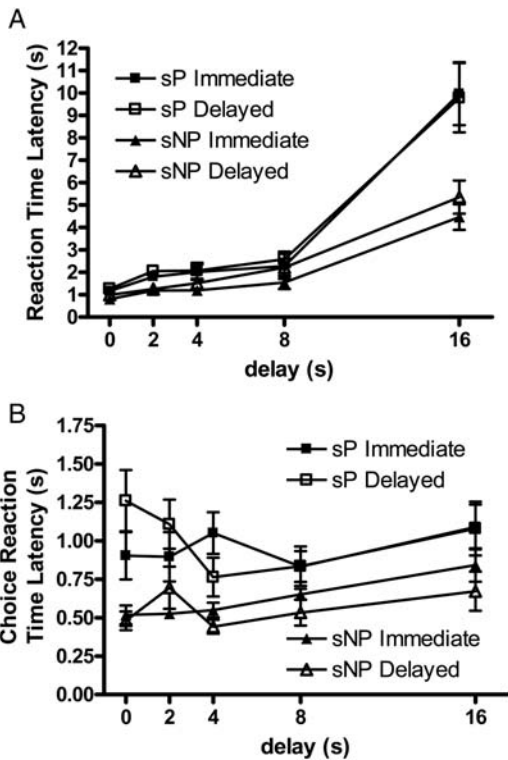 A
Reaction Time Latency (s)
12
11
10
9
8
7
6
5
4
3
2
1
0
sP Immediate
sP Delayed
sNP Immediate
sNP Delayed
0 2 4 8 16
delay (s)
B
Choice Reaction
Time Latency (s)
1.75
1.50
1.25
1.00
0.75
0.50
0.25
0.00
sP Immediate
sP Delayed
sNP Immediate
sNP Delayed
0 2 4 8 16
delay (s)